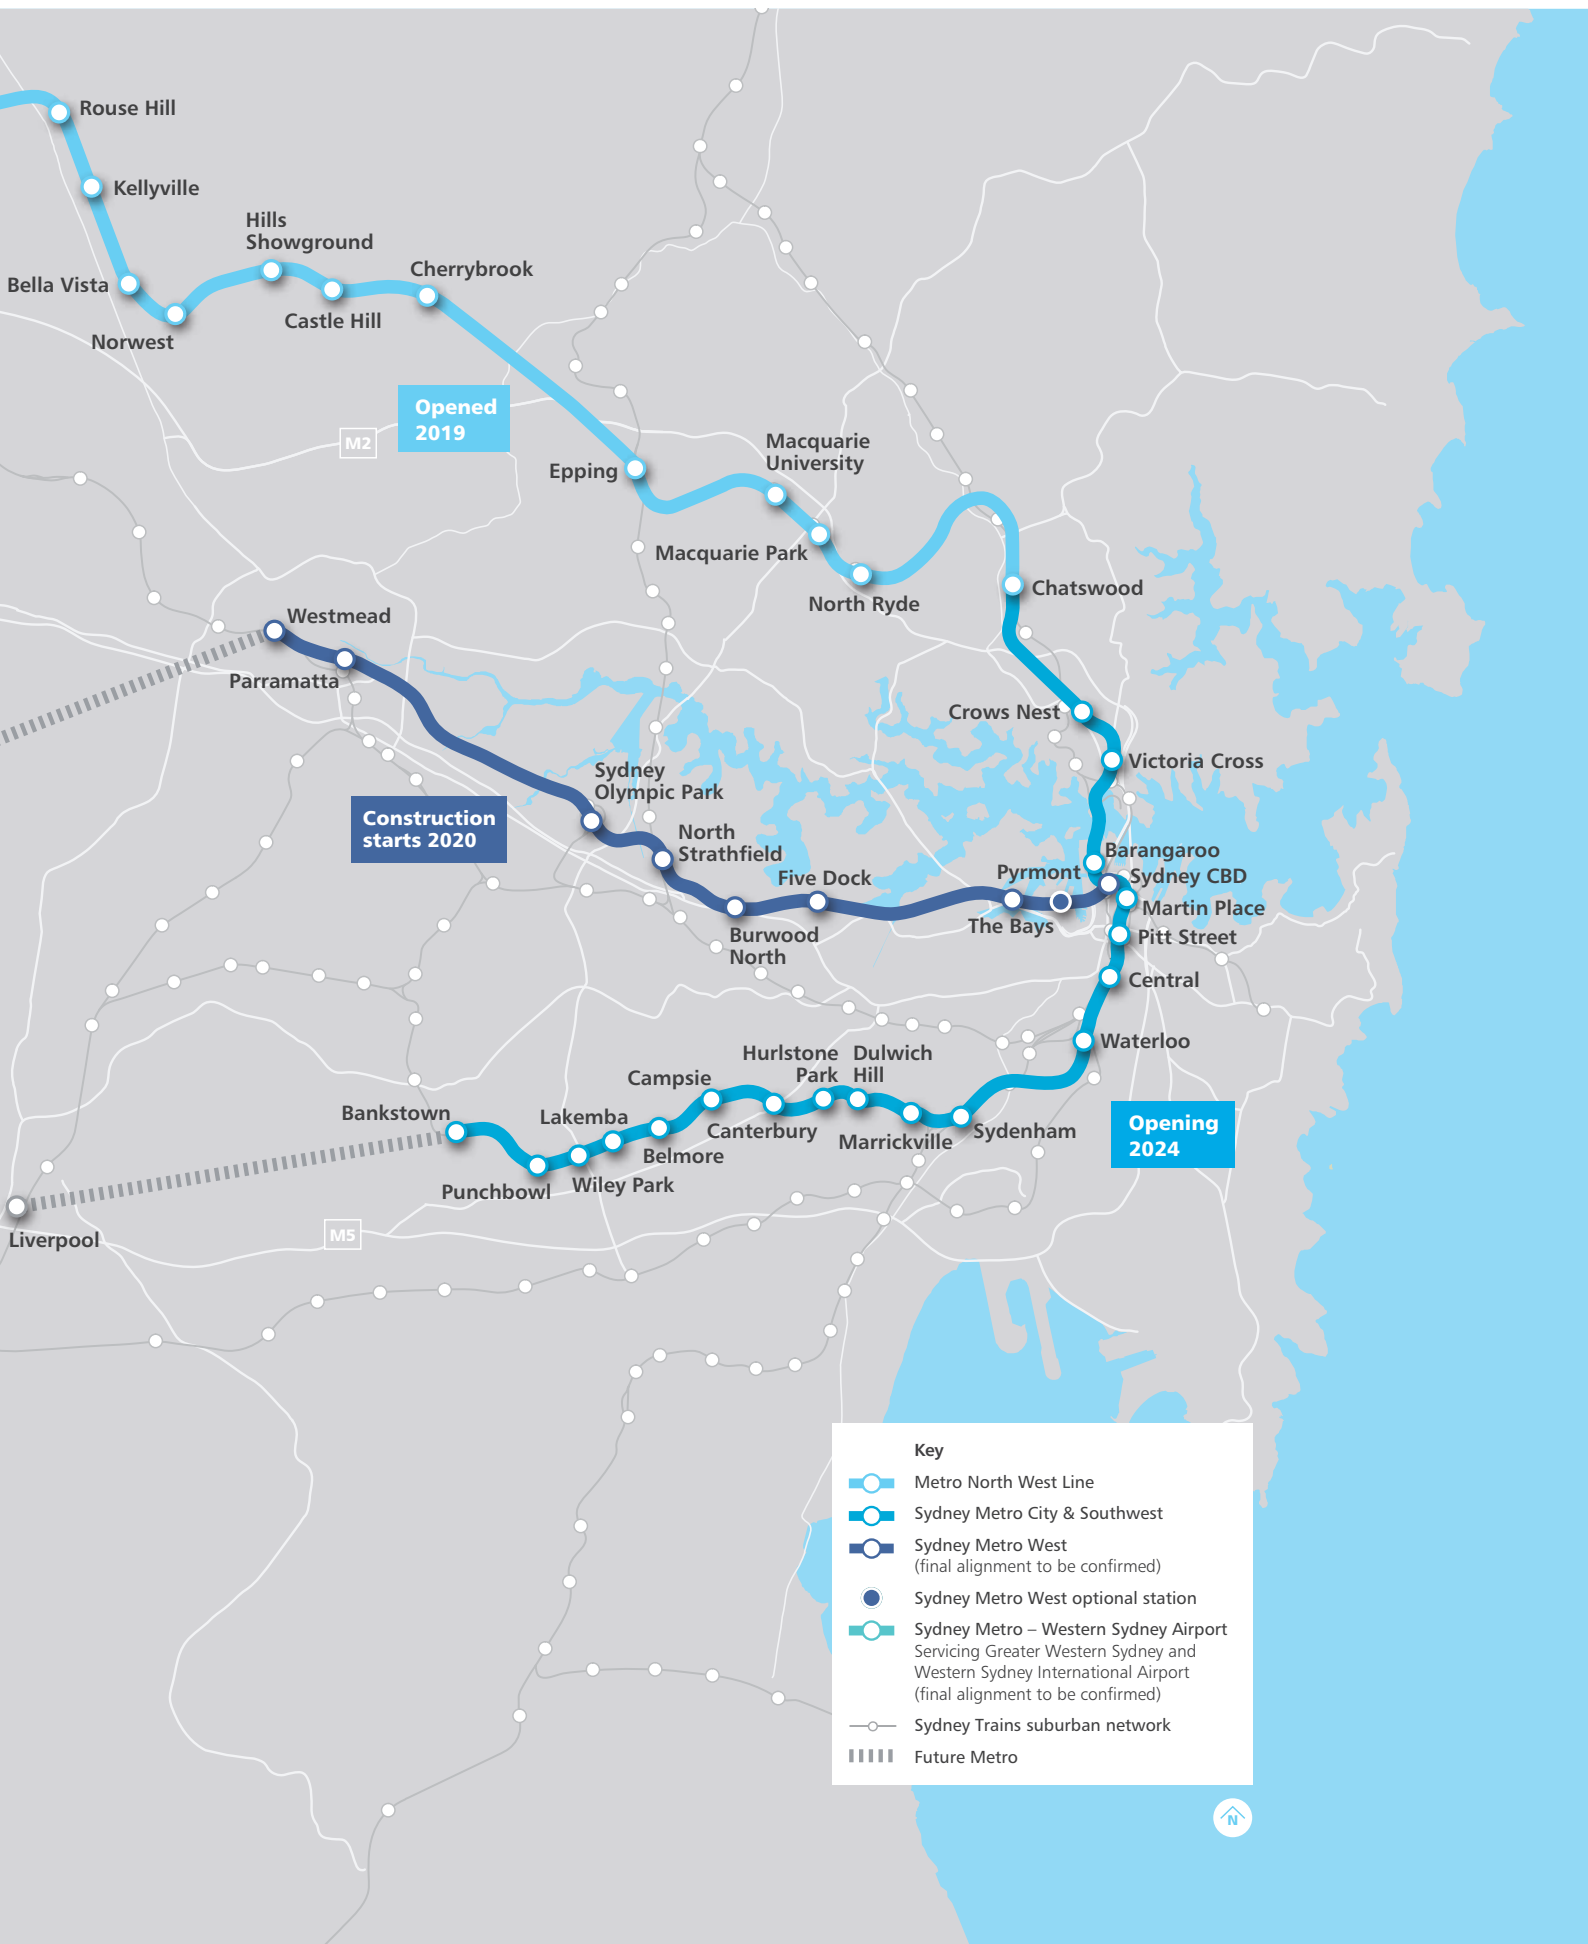 Rouse Hill
Kellyville
Hills
Showground
Bella Vista
Cherrybrook
Castle Hill
Norwest
Opened
2019
M2
Macquarie
University
Epping
Macquarie Park
North Ryde
Chatswood
Westmead
Parramatta
Crows Nest
Victoria Cross
Sydney
Olympic Park
Construction
starts 2020
North
Strathfield
Barangaroo
Pyrmont
Sydney CBD
Five Dock
Martin Place
The Bays
Burwood
North
Pitt Street
Central
Waterloo
Hurlstone
Park
Dulwich
Hill
Campsie
Bankstown
Lakemba
Canterbury
Marrickville
Sydenham
Opening
2024
Belmore
Wiley Park
Punchbowl
Liverpool
M5
Key
Metro North West Line
Sydney Metro City & Southwest
Sydney Metro West
(final alignment to be confirmed)
Sydney Metro West optional station
Sydney Metro – Western Sydney Airport
Servicing Greater Western Sydney and
Western Sydney International Airport
(final alignment to be confirmed)
Sydney Trains suburban network
Future Metro
N